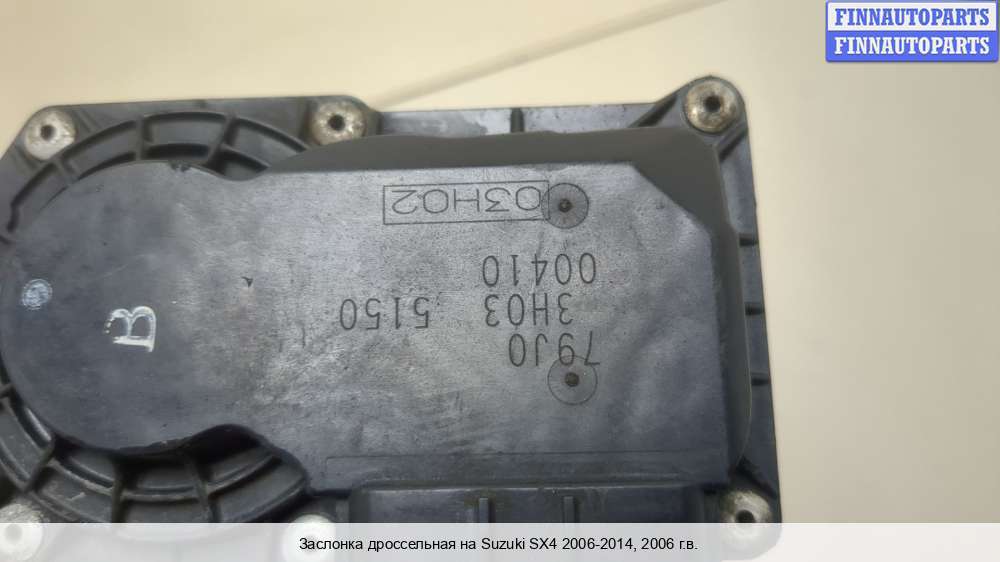 FINNAUTOPARTS
FINNAUTOPARTS
79J0
3H03 5150
00410
03H02
B
Заслонка дроссельная на Suzuki SX4 2006-2014, 2006 г.в.